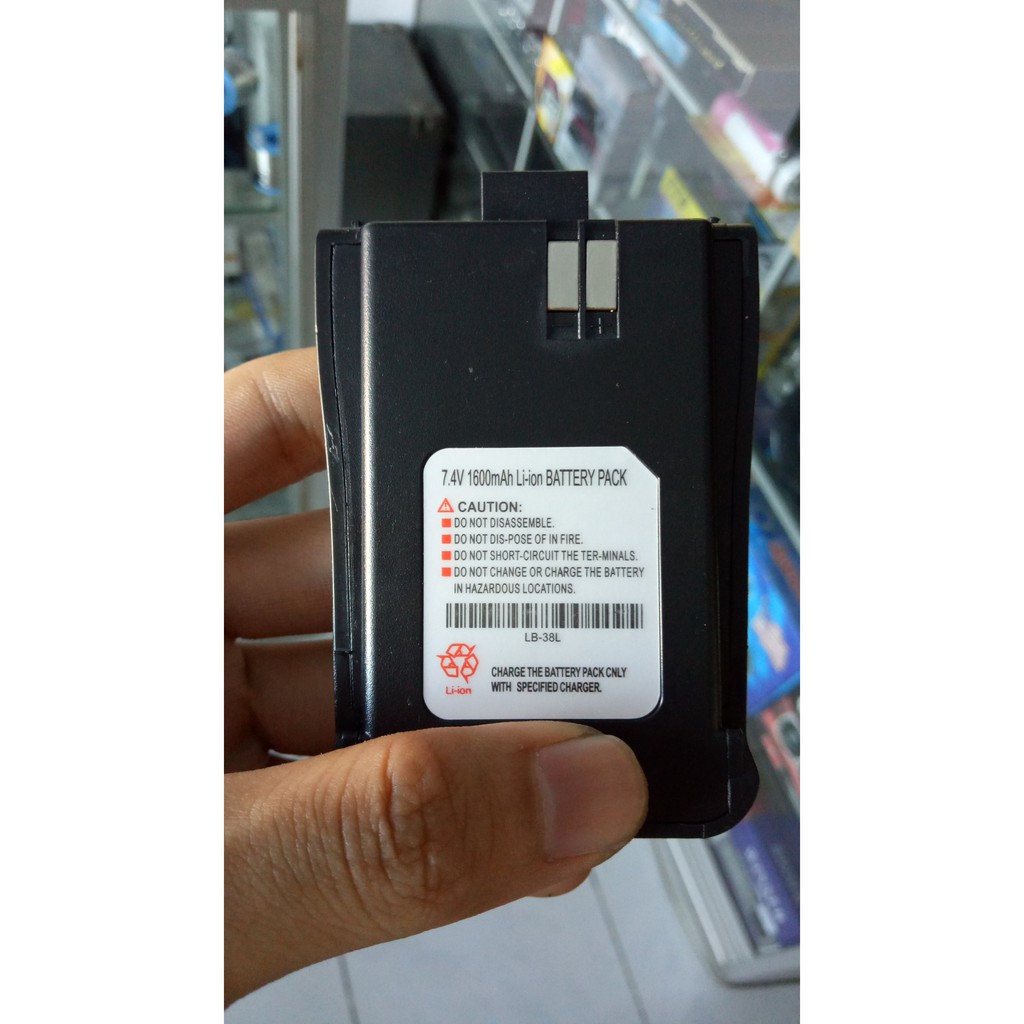 7.4V 1600mAh Li-ion BATTERY PACK
CAUTION:
DO NOT DISASSEMBLE.
DO NOT DIS-POSE OF IN FIRE.
DO NOT SHORT-CIRCUIT THE TER-MINALS.
DO NOT CHANGE OR CHARGE THE BATTERY
IN HAZARDOUS LOCATIONS.
LB-38L
Li-ion
CHARGE THE BATTERY PACK ONLY
WITH SPECIFIED CHARGER.